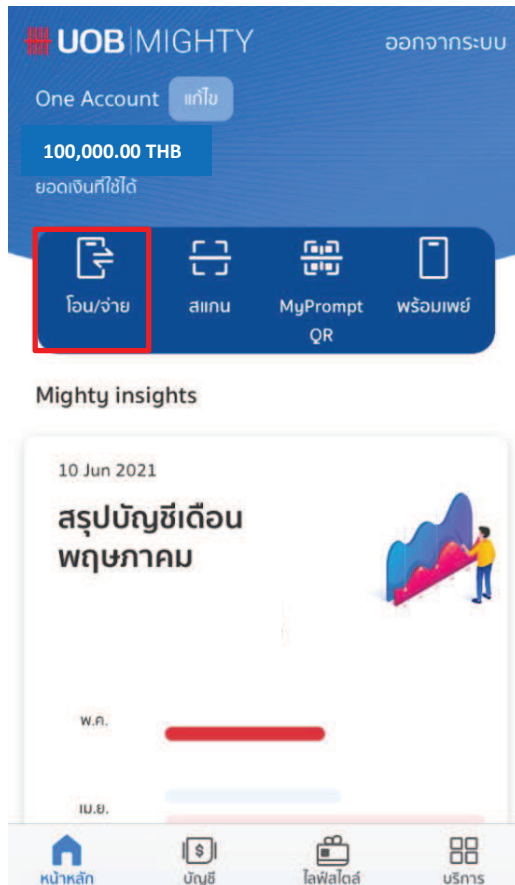 UOB MIGHTY
ออกจากระบบ
One Account แก้ไข
100,000.00 THB
ยอดเงินที่ใช้ได้
โอน/จ่าย
สแกน
MyPrompt
QR
พร้อมเพย์
Mighty insights
10 Jun 2021
สรุปบัญชีเดือน
พฤษภาคม
พ.ค.
เม.ย.
หน้าหลัก
บัญชี
ไลฟ์สไตล์
บริการ